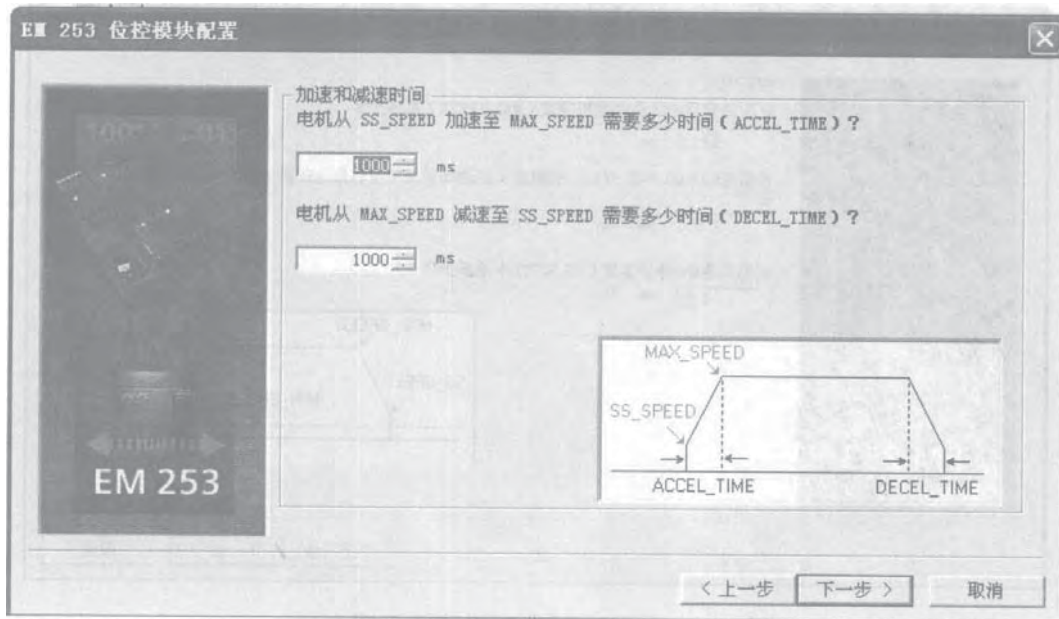 EM 253 位控模块配置
加速和减速时间
电机从 SS_SPEED 加速至 MAX_SPEED 需要多少时间(ACCEL_TIME)?
1000 ms
电机从 MAX_SPEED 减速至 SS_SPEED 需要多少时间(DECEL_TIME)?
1000 ms
MAX_SPEED
SS_SPEED
ACCEL_TIME
DECEL_TIME
EM 253
<上一步
下一步>
取消